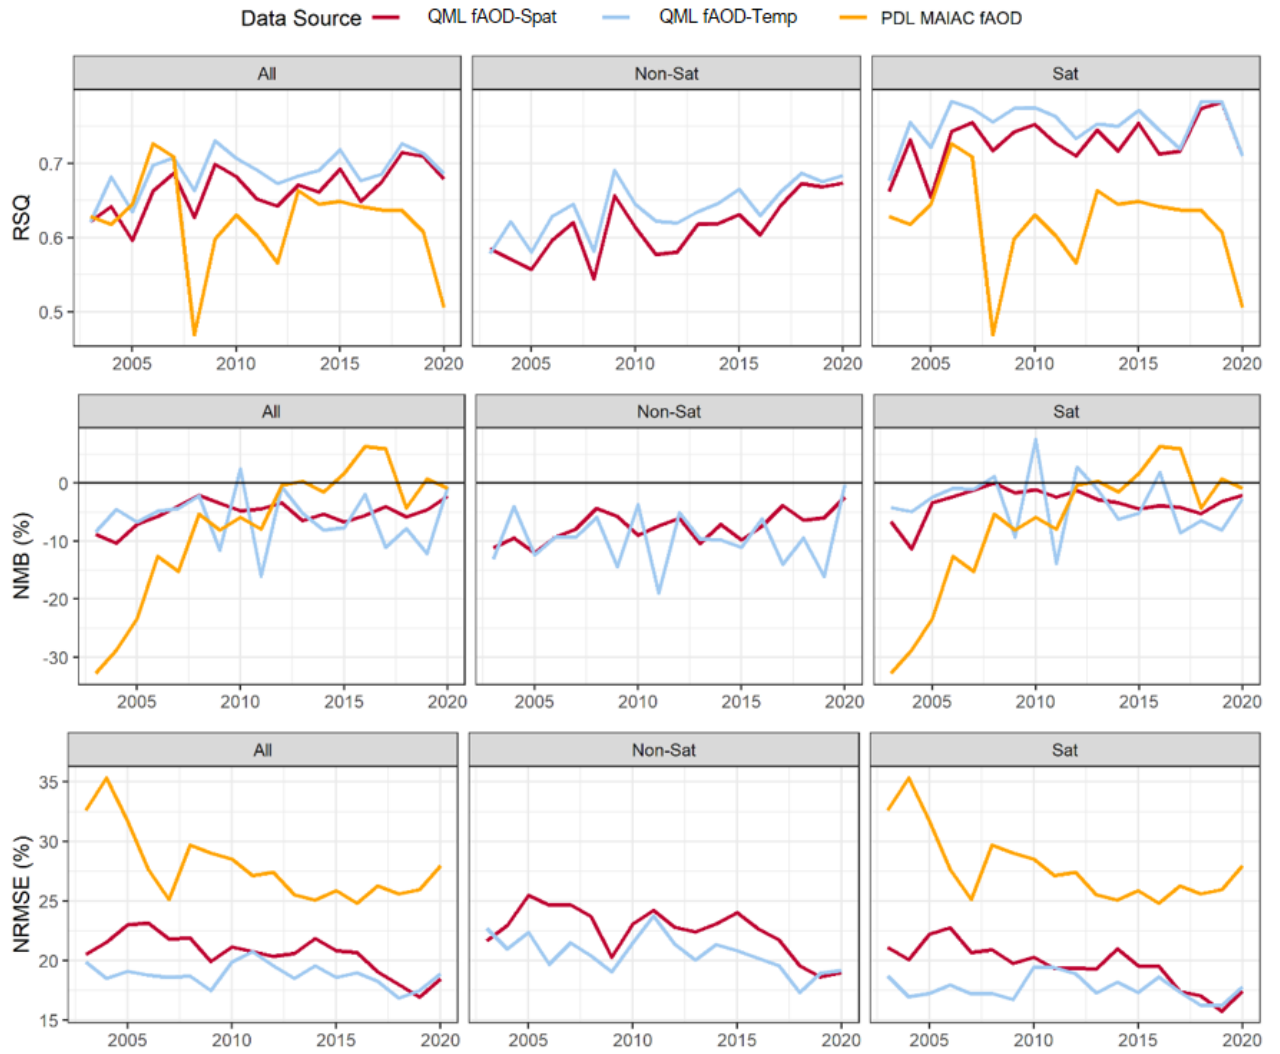 Data Source QML fAOD-Spat QML fAOD-Temp PDL MAIAC fAOD
All Non-Sat Sat
RSQ
0.7
0.6
0.5
2005 2010 2015 2020 2005 2010 2015 2020 2005 2010 2015 2020
All Non-Sat Sat
NMB (%)
0
-10
-20
-30
2005 2010 2015 2020 2005 2010 2015 2020 2005 2010 2015 2020
All Non-Sat Sat
NRMSE (%)
35
30
25
20
15
2005 2010 2015 2020 2005 2010 2015 2020 2005 2010 2015 2020